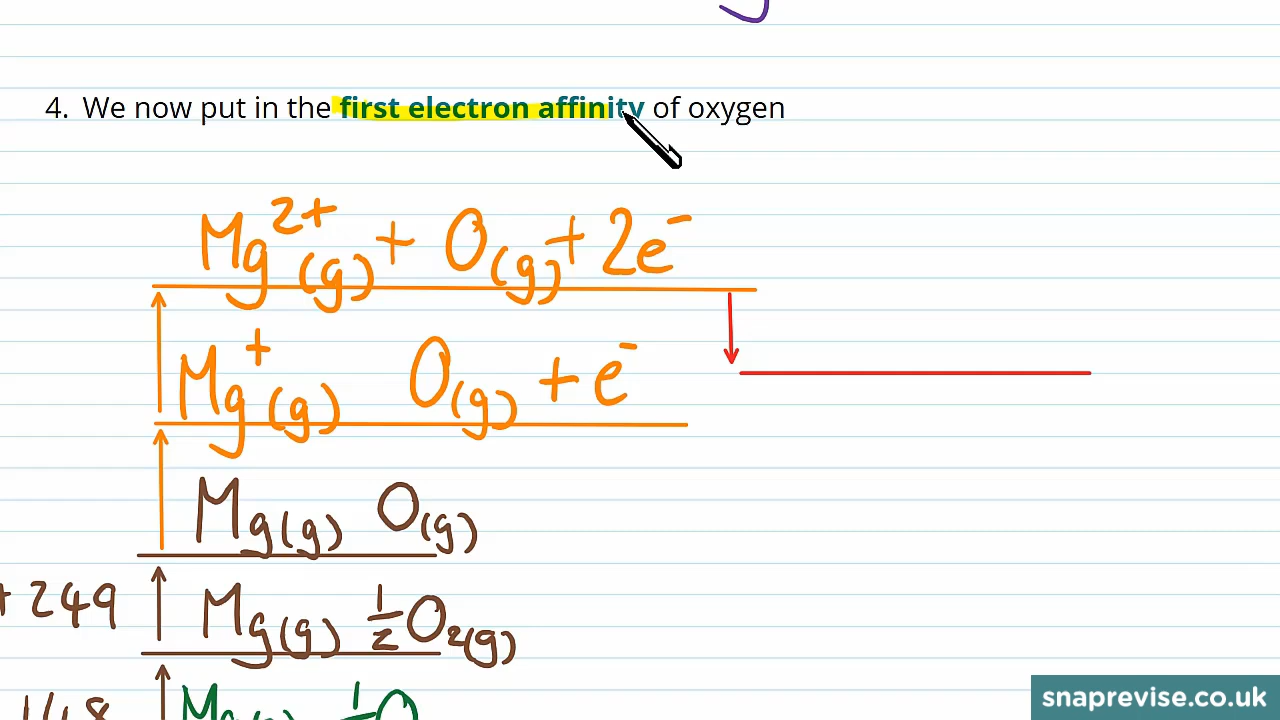 4. We now put in the first electron affinity of oxygen
Mg²⁺(g) + O(g) + 2e⁻
Mg⁺(g) O(g) + e⁻
Mg(g) O(g)
+ 249 Mg(g) ½O₂(g)
148
snaprevise.co.uk